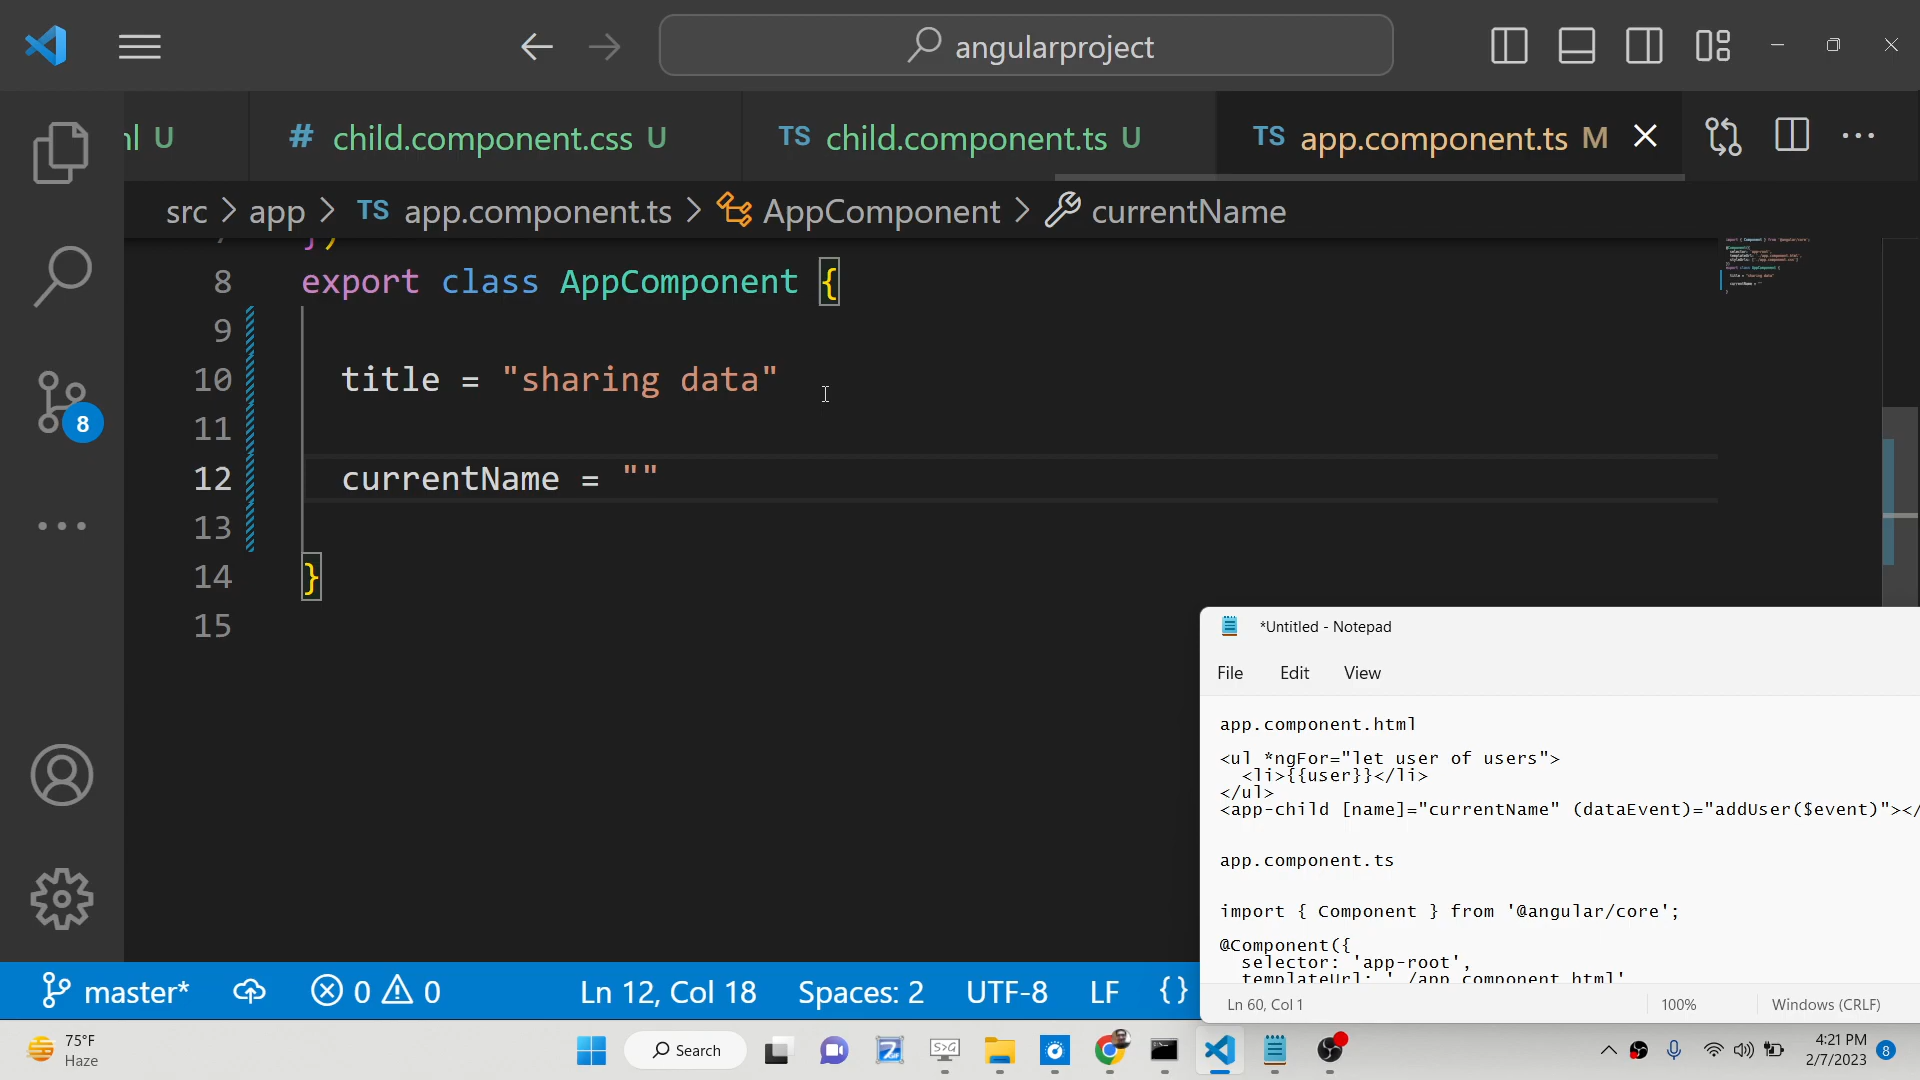 angularproject
U
# child.component.css U
TS child.component.ts U
TS app.component.ts M
src > app > TS app.component.ts > AppComponent > currentName
8 export class AppComponent {
9
10 title = "sharing data"
11
12 currentName = ""
13
14 }
15
8
*Untitled - Notepad
File Edit View
app.component.html
<ul *ngFor="let user of users">
<li>{{user}}</li>
</ul>
<app-child [name]="currentName" (dataEvent)="addUser($event)"></
app.component.ts
import { Component } from '@angular/core';
@Component({
selector: 'app-root',
templateUrl: './app.component.html'
Ln 60, Col 1 100% Windows (CRLF)
master* 0 0 Ln 12, Col 18 Spaces: 2 UTF-8 LF {}
75°F
Haze
Search
4:21 PM
2/7/2023
8